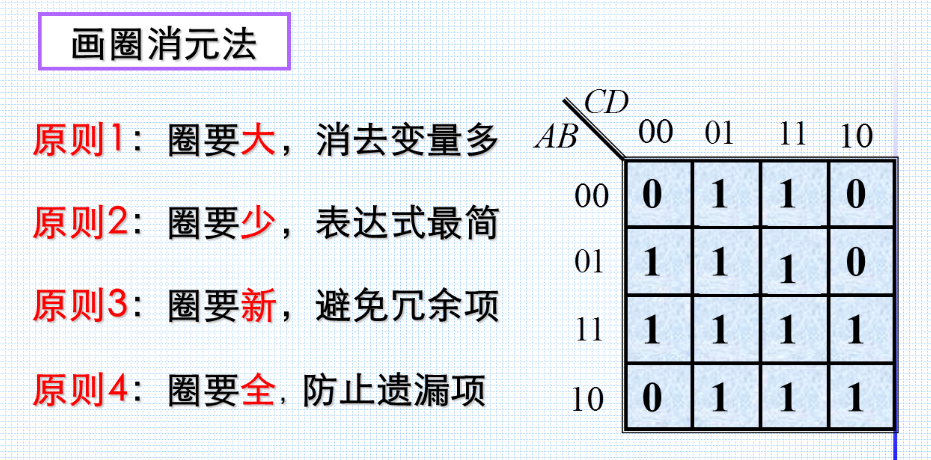 画圈消元法
原则1：圈要大，消去变量多
原则2：圈要少，表达式最简
原则3：圈要新，避免冗余项
原则4：圈要全，防止遗漏项
CD
AB 00 01 11 10
00 0 1 1 0
01 1 1 1 0
11 1 1 1 1
10 0 1 1 1